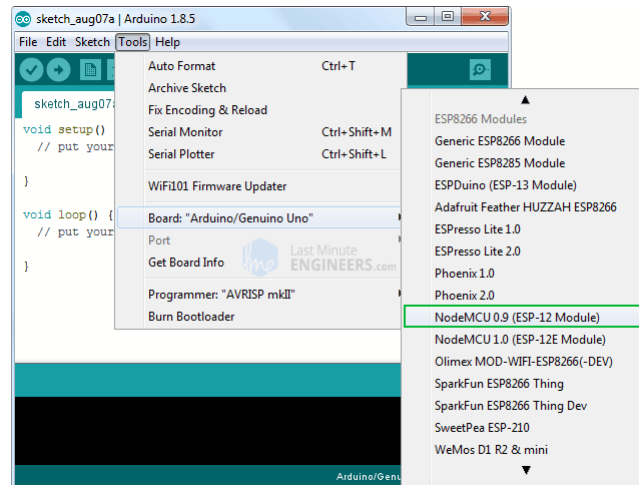 sketch_aug07a | Arduino 1.8.5
File Edit Sketch Tools Help
Auto Format Ctrl+T
Archive Sketch
Fix Encoding & Reload
Serial Monitor Ctrl+Shift+M
Serial Plotter Ctrl+Shift+L
WiFi101 Firmware Updater
Board: "Arduino/Genuino Uno"
Port
Get Board Info
Programmer: "AVRISP mkII"
Burn Bootloader
sketch_aug07a
void setup()
// put your
}
void loop() {
// put your
}
Last Minute
ENGINEERS.com
ESP8266 Modules
Generic ESP8266 Module
Generic ESP8285 Module
ESPDuino (ESP-13 Module)
Adafruit Feather HUZZAH ESP8266
ESPresso Lite 1.0
ESPresso Lite 2.0
Phoenix 1.0
Phoenix 2.0
NodeMCU 0.9 (ESP-12 Module)
NodeMCU 1.0 (ESP-12E Module)
Olimex MOD-WIFI-ESP8266(-DEV)
SparkFun ESP8266 Thing
SparkFun ESP8266 Thing Dev
SweetPea ESP-210
WeMos D1 R2 & mini
Arduino/Genu